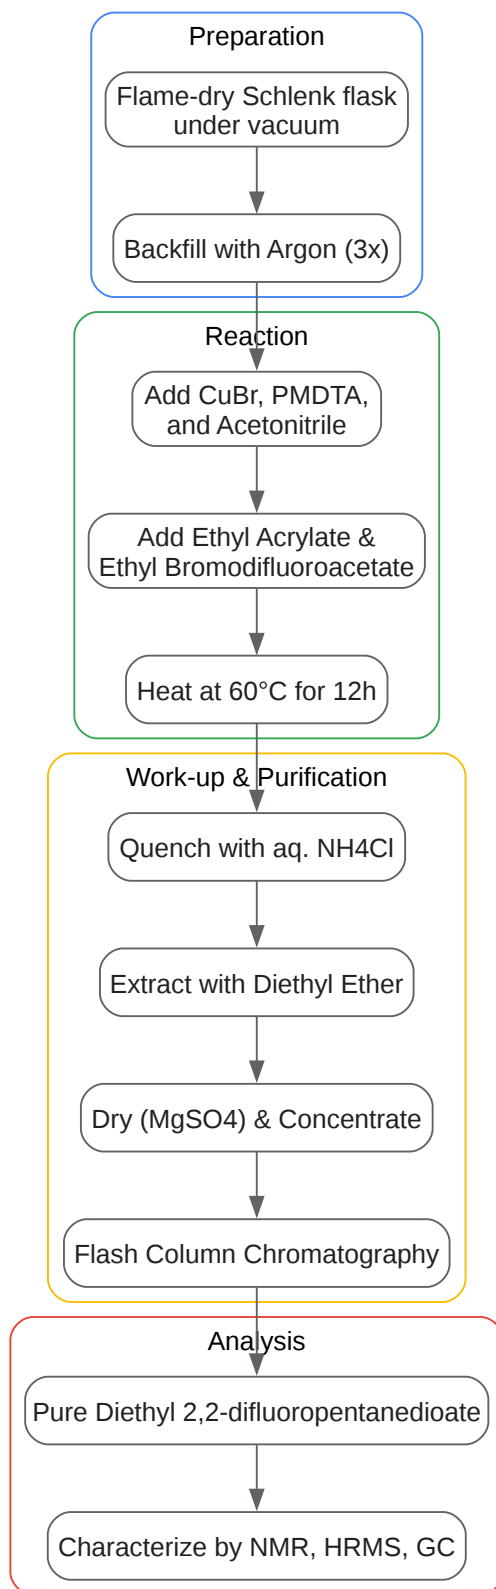 Preparation
Flame-dry Schlenk flask
under vacuum
Backfill with Argon (3x)
Reaction
Add CuBr, PMDTA,
and Acetonitrile
Add Ethyl Acrylate &
Ethyl Bromodifluoroacetate
Heat at 60°C for 12h
Work-up & Purification
Quench with aq. NH4Cl
Extract with Diethyl Ether
Dry (MgSO4) & Concentrate
Flash Column Chromatography
Analysis
Pure Diethyl 2,2-difluoropentanedioate
Characterize by NMR, HRMS, GC